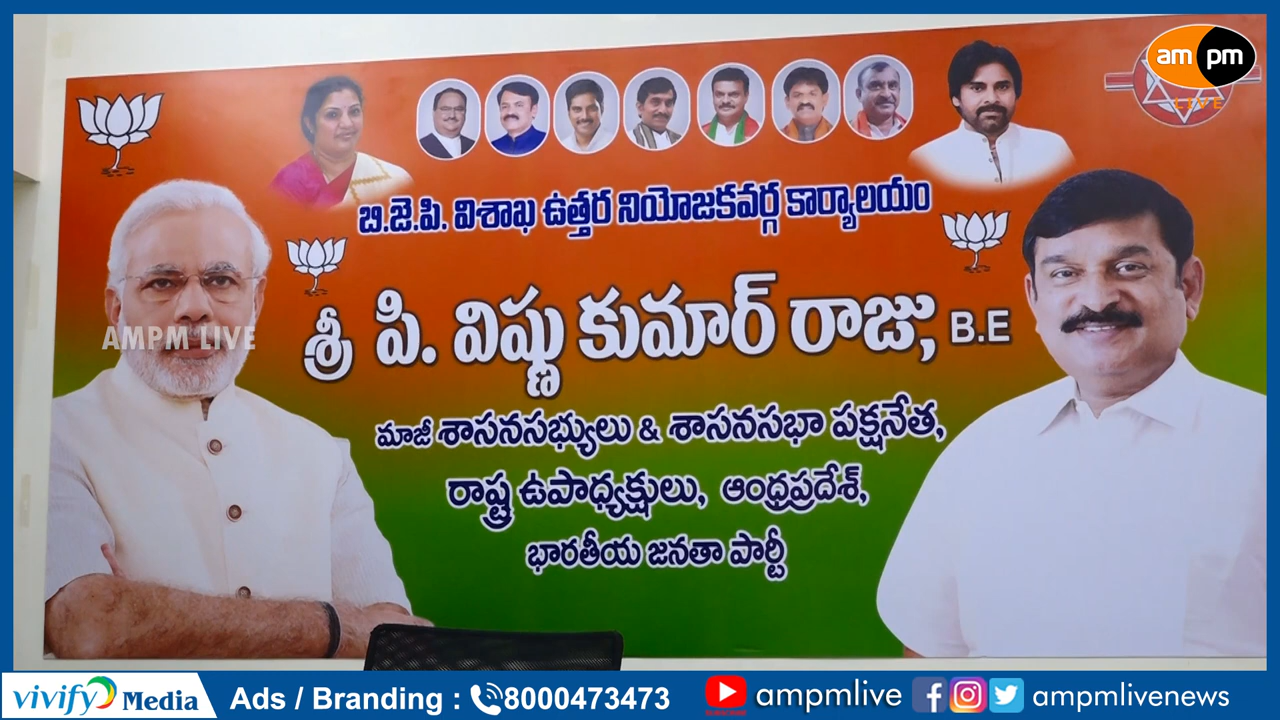 am pm
LIVE
బి.జె.పి. విశాఖ ఉత్తర నియోజకవర్గ కార్యాలయం
శ్రీ పి. విష్ణు కుమార్ రాజు, B.E
AMPM LIVE
మాజీ శాసనసభ్యులు & శాసనసభా పక్షనేత,
రాష్ట్ర ఉపాధ్యక్షులు, ఆంధ్రప్రదేశ్,
భారతీయ జనతా పార్టీ
vivify Media Ads / Branding : 8000473473 ampmlive ampmlivenews